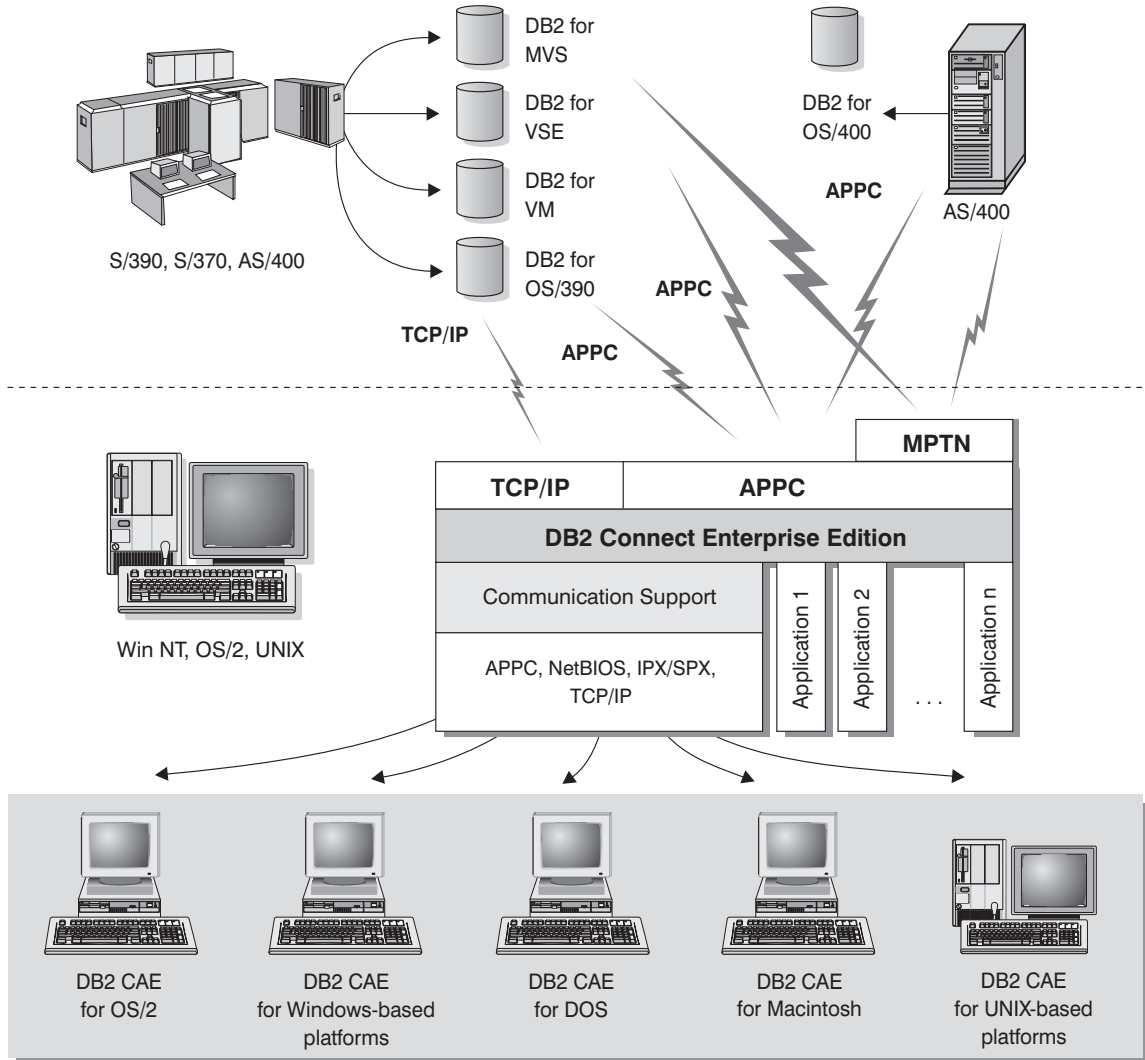 DB2 for
MVS
DB2 for
VSE
DB2 for
VM
DB2 for
OS/390
S/390, S/370, AS/400
DB2 for
OS/400
APPC
AS/400
APPC
TCP/IP
APPC
MPTN
TCP/IP
APPC
DB2 Connect Enterprise Edition
Communication Support
APPC, NetBIOS, IPX/SPX,
TCP/IP
Application 1
Application 2
. . .
Application n
Win NT, OS/2, UNIX
DB2 CAE
for OS/2
DB2 CAE
for Windows-based
platforms
DB2 CAE
for DOS
DB2 CAE
for Macintosh
DB2 CAE
for UNIX-based
platforms